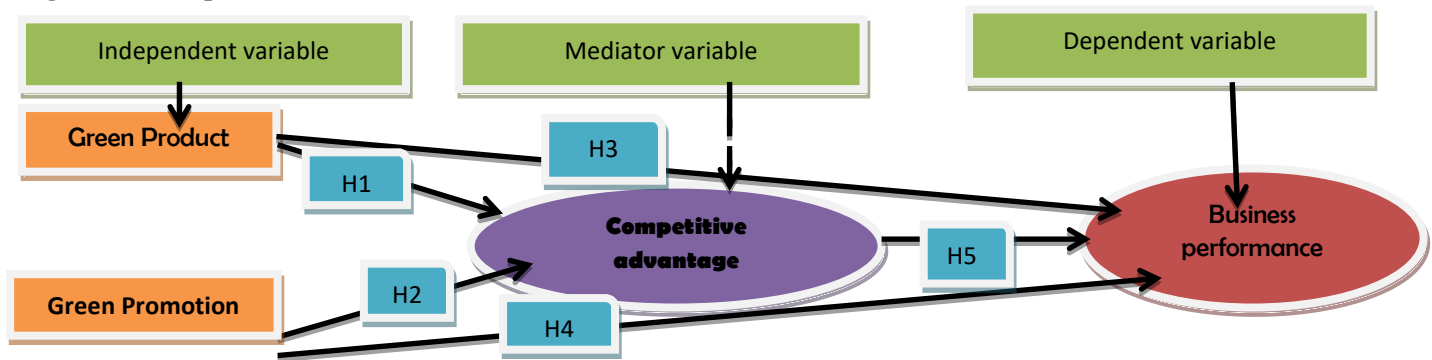 Independent variable
Mediator variable
Dependent variable
Green Product
H3
H1
Competitive
advantage
Business
performance
H5
H2
Green Promotion
H4